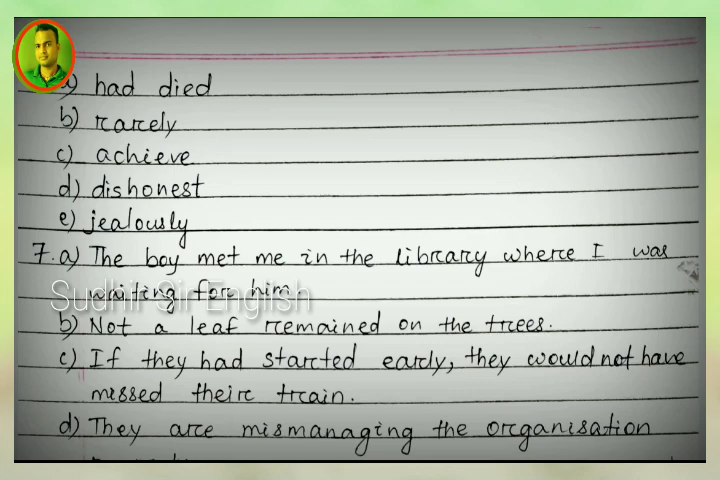 a) had died
b) rarely
c) achieve
d) dishonest
e) jealously
7. a) The boy met me in the library where I was
waiting for him
Sudhir Sir English
b) Not a leaf remained on the trees.
c) If they had started early, they would not have
missed their train.
d) They are mismanaging the organisation